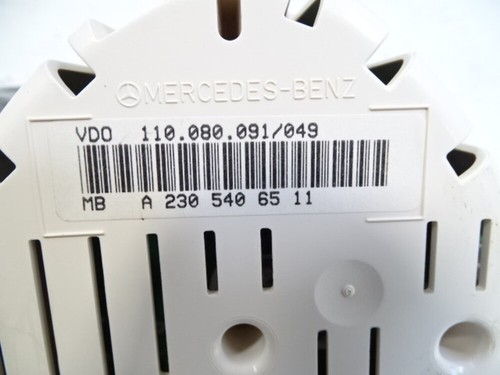 MERCEDES-BENZ
VDO 110.080.091/049
MB A 230 540 65 11